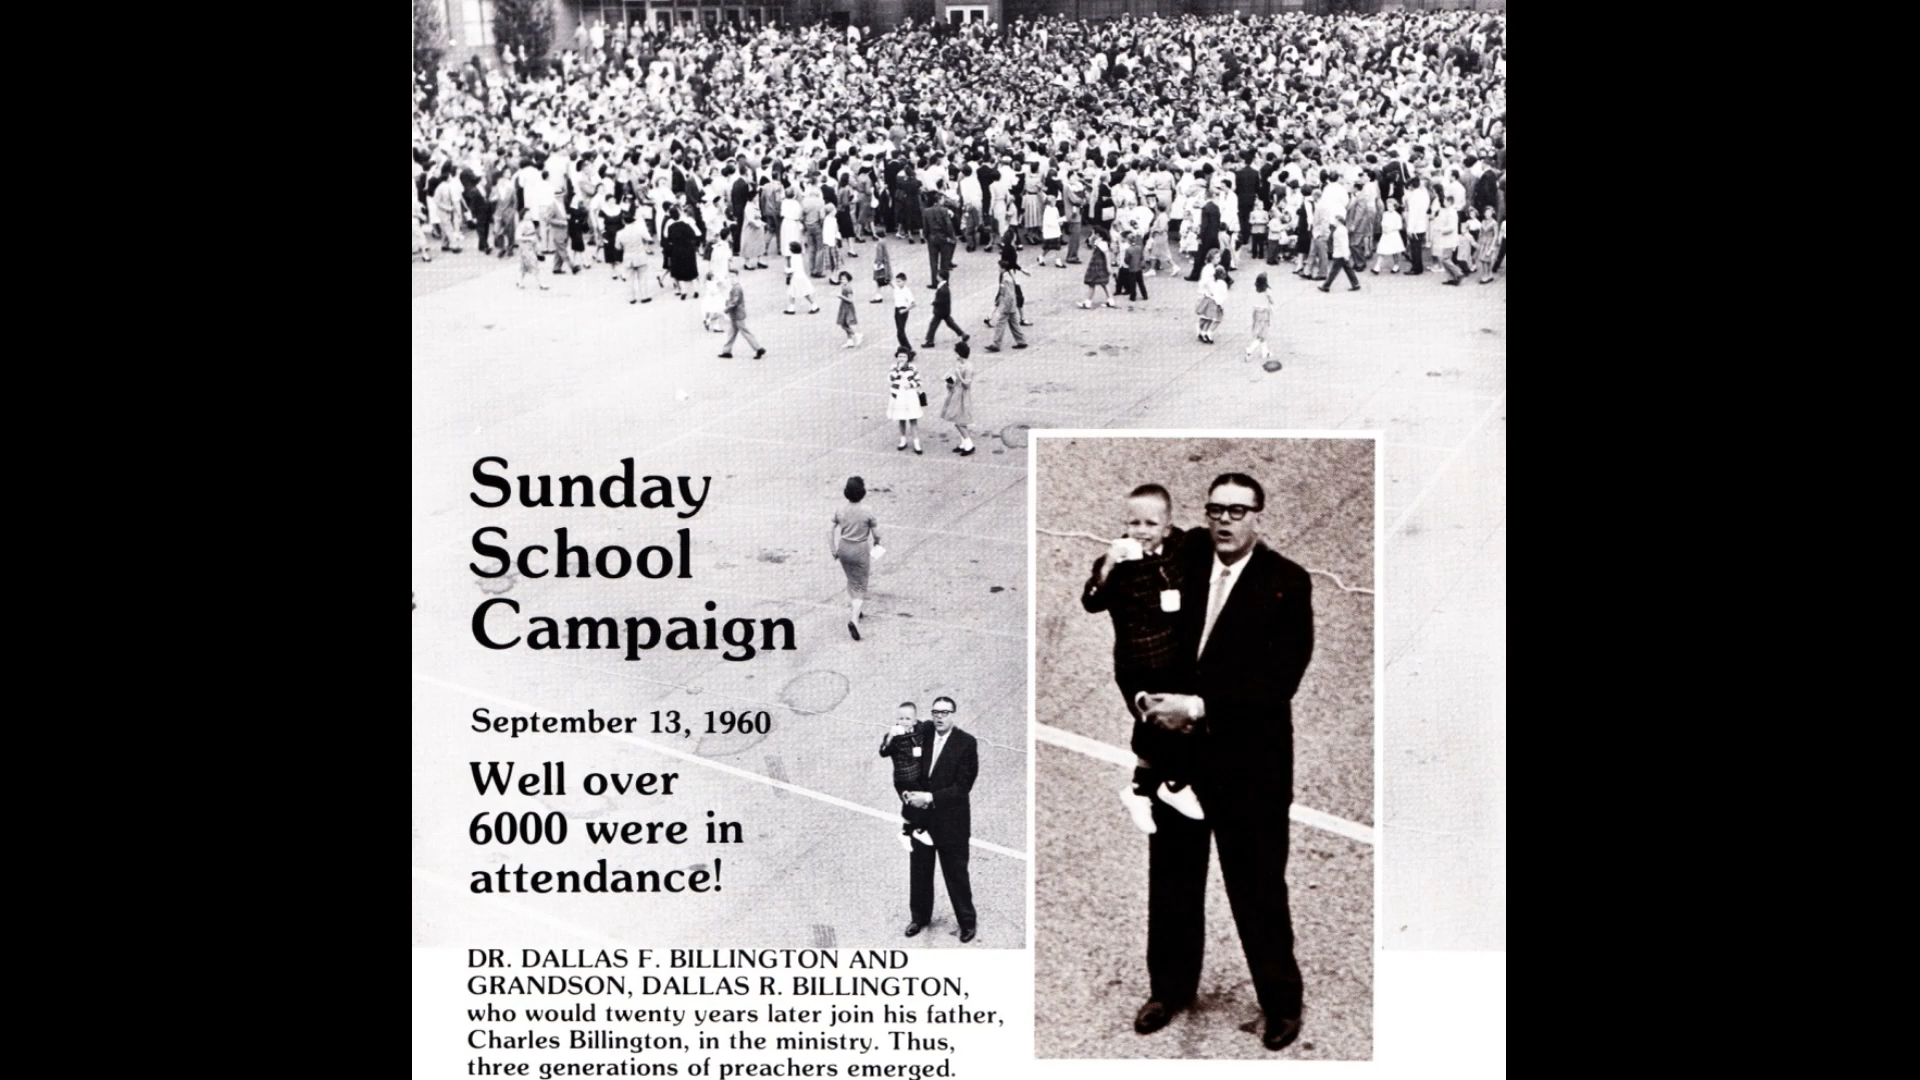 Sunday
School
Campaign
September 13, 1960
Well over
6000 were in
attendance!
DR. DALLAS F. BILLINGTON AND
GRANDSON, DALLAS R. BILLINGTON,
who would twenty years later join his father,
Charles Billington, in the ministry. Thus,
three generations of preachers emerged.